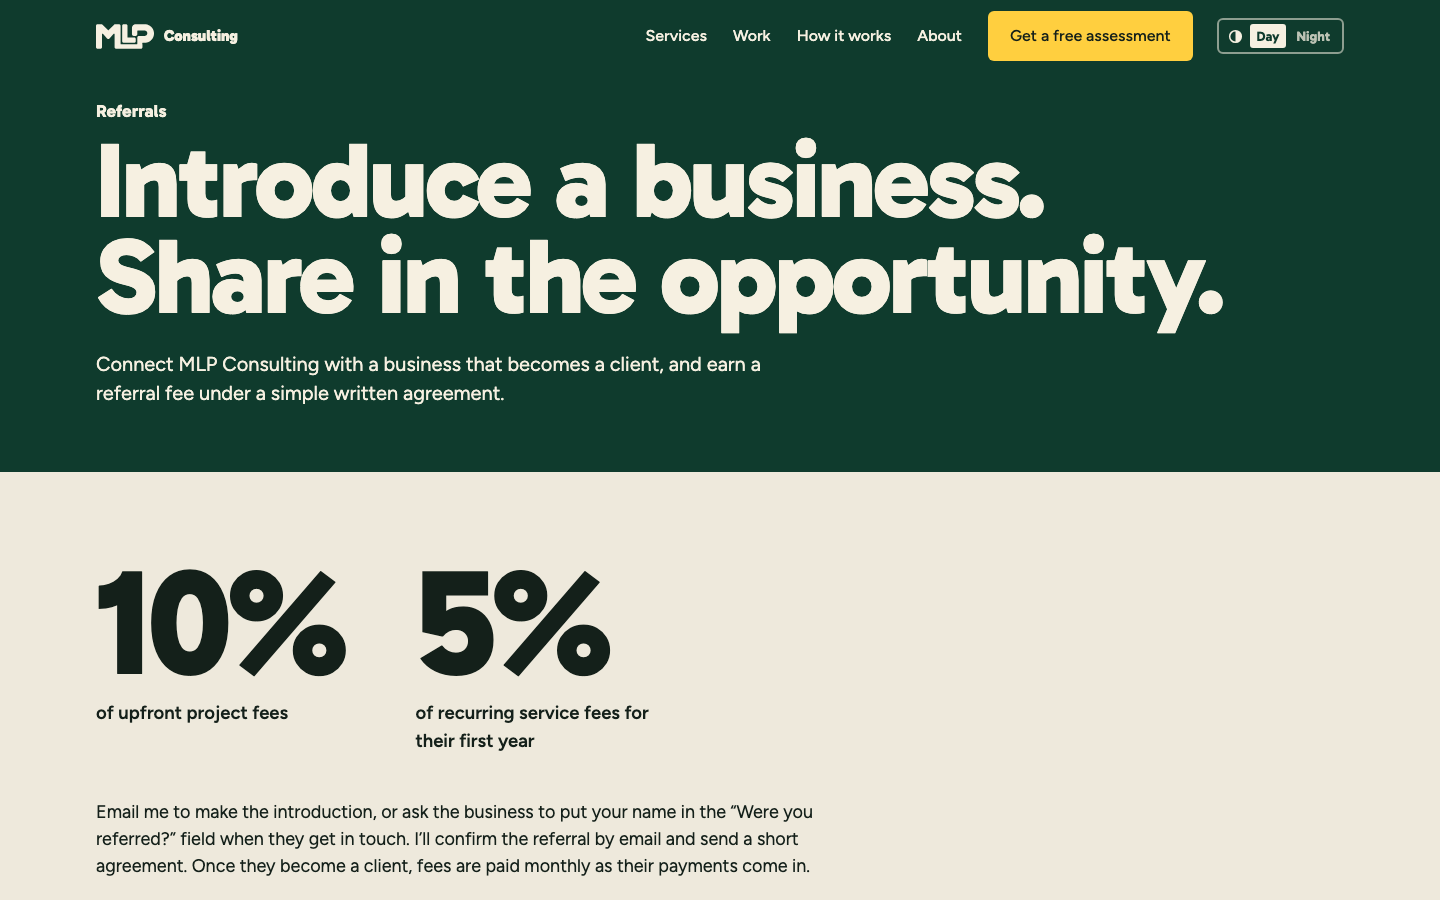 MLP Consulting
Services
Work
How it works
About
Get a free assessment
Day
Night
Referrals
Introduce a business.
Share in the opportunity.
Connect MLP Consulting with a business that becomes a client, and earn a
referral fee under a simple written agreement.
10%
5%
of upfront project fees
of recurring service fees for
their first year
Email me to make the introduction, or ask the business to put your name in the “Were you
referred?” field when they get in touch. I’ll confirm the referral by email and send a short
agreement. Once they become a client, fees are paid monthly as their payments come in.